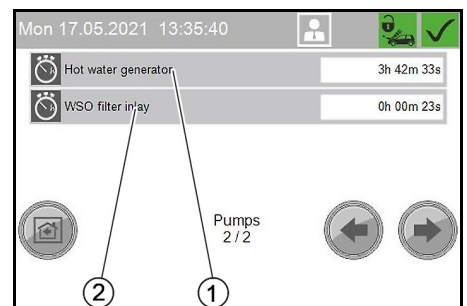 Mon 17.05.2021 13:35:40
Hot water generator 3h 42m 33s
WSO filter inlay 0h 00m 23s
Pumps
2 / 2
2 1